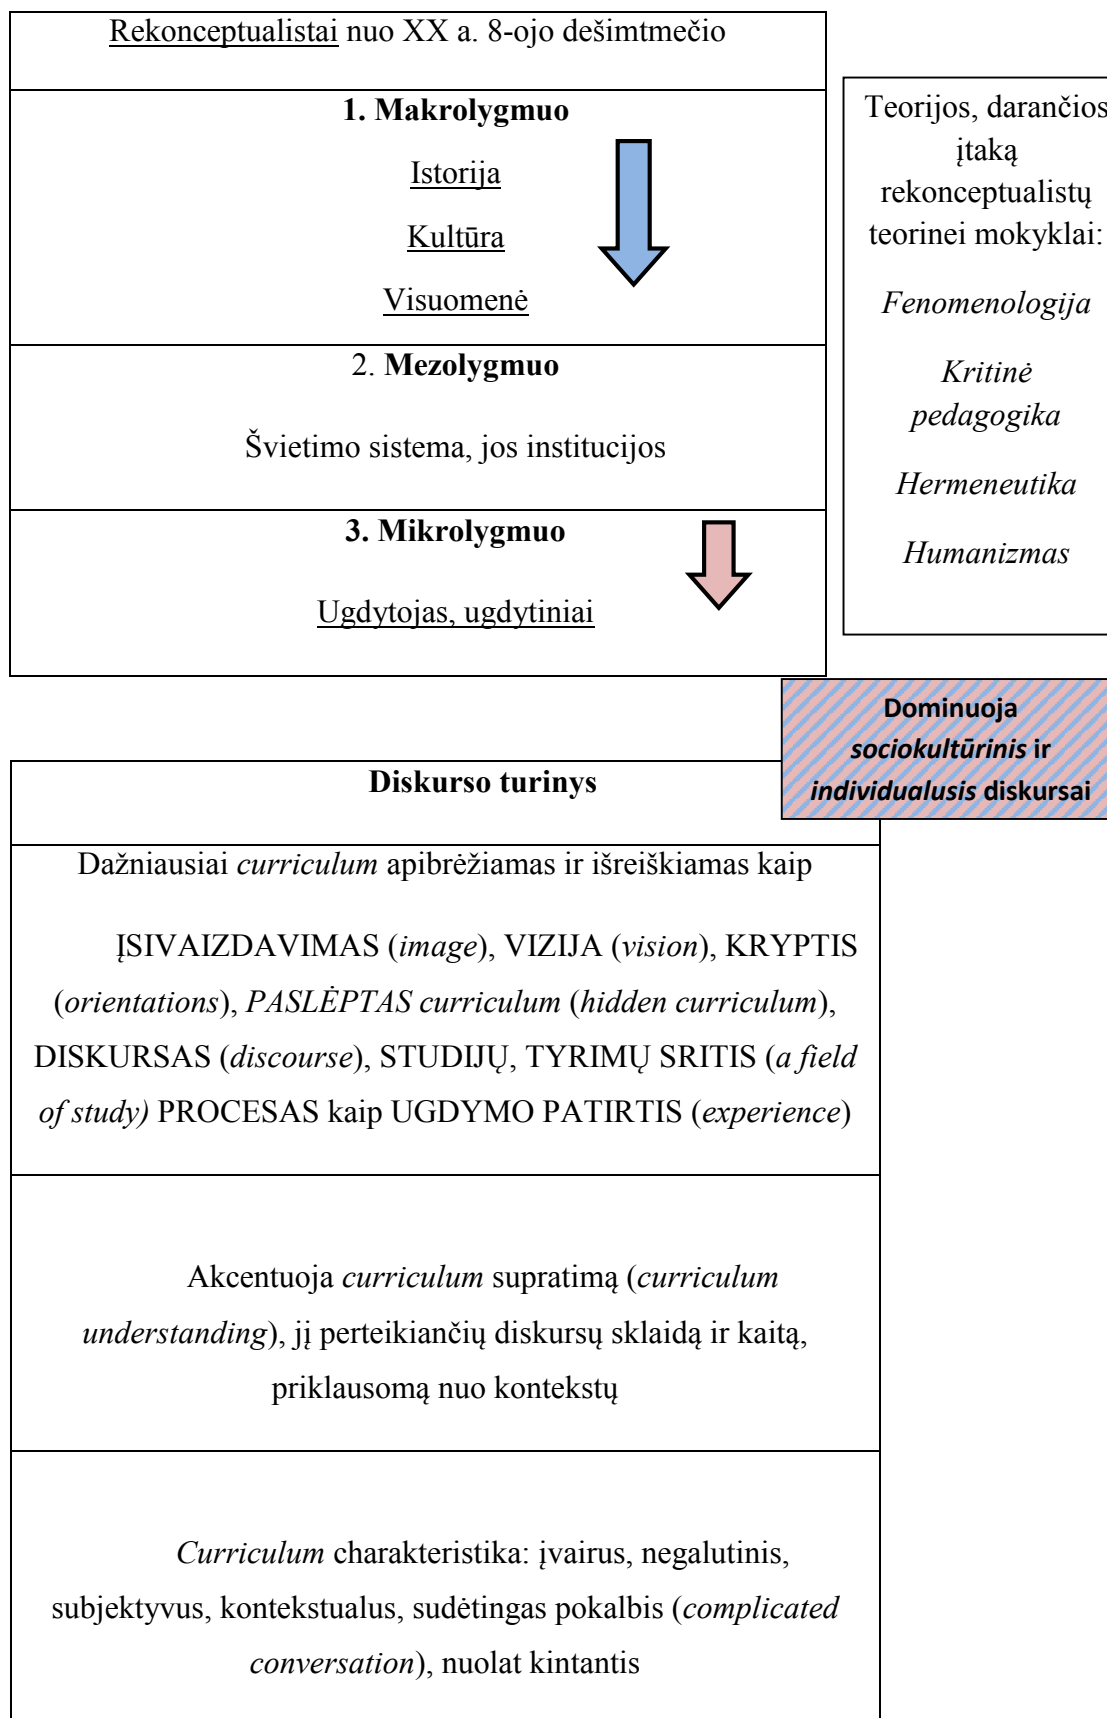 Rekonceptualistai nuo XX a. 8-ojo dešimtmečio
1. Makrolygmuo
Istorija
Kultūra
Visuomenė
2. Mezolygmuo
Švietimo sistema, jos institucijos
3. Mikrolygmuo
Ugdytojas, ugdytiniai
Teorijos, darančios
įtaką
rekonceptualistų
teorinei mokyklai:
Fenomenologija
Kritinė
pedagogika
Hermeneutika
Humanizmas
Dominuoja
sociokultūrinis ir
individualusis diskursai
Diskurso turinys
Dažniausiai curriculum apibrėžiamas ir išreiškiamas kaip
ĮSIVAIZDAVIMAS (image), VIZIJA (vision), KRYPTIS
(orientations), PASLĖPTAS curriculum (hidden curriculum),
DISKURSAS (discourse), STUDIJŲ, TYRIMŲ SRITIS (a field
of study) PROCESAS kaip UGDYMO PATIRTIS (experience)
Akcentuoja curriculum supratimą (curriculum
understanding), jį perteikiančių diskursų sklaidą ir kaitą,
priklausomą nuo kontekstų
Curriculum charakteristika: įvairus, negalutinis,
subjektyvus, kontekstualus, sudėtingas pokalbis (complicated
conversation), nuolat kintantis